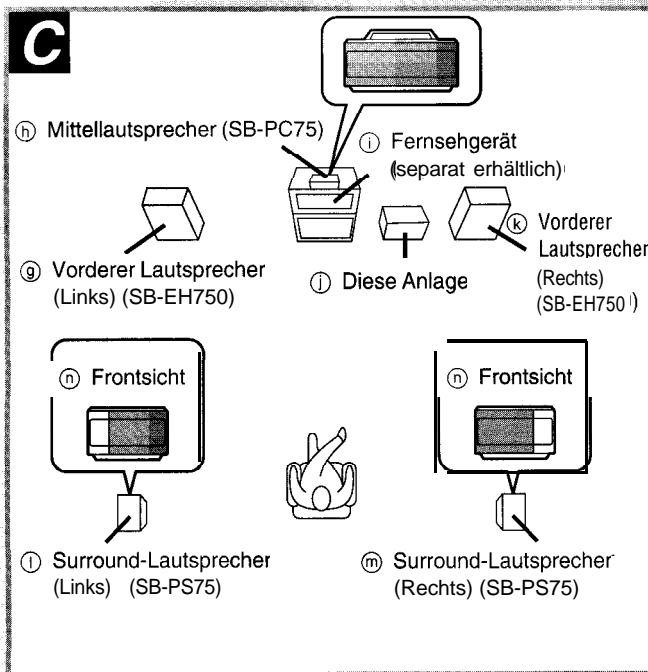 C
ⓗ Mittellautsprecher (SB-PC75)
ⓘ Fernsehgerät
(separat erhältlich)
ⓚ Vorderer
Lautsprecher
(Rechts)
(SB-EH750)
ⓖ Vorderer Lautsprecher
(Links) (SB-EH750)
ⓙ Diese Anlage
ⓝ Frontsicht
ⓝ Frontsicht
ⓛ Surround-Lautsprecher
(Links) (SB-PS75)
ⓜ Surround-Lautsprecher
(Rechts) (SB-PS75)